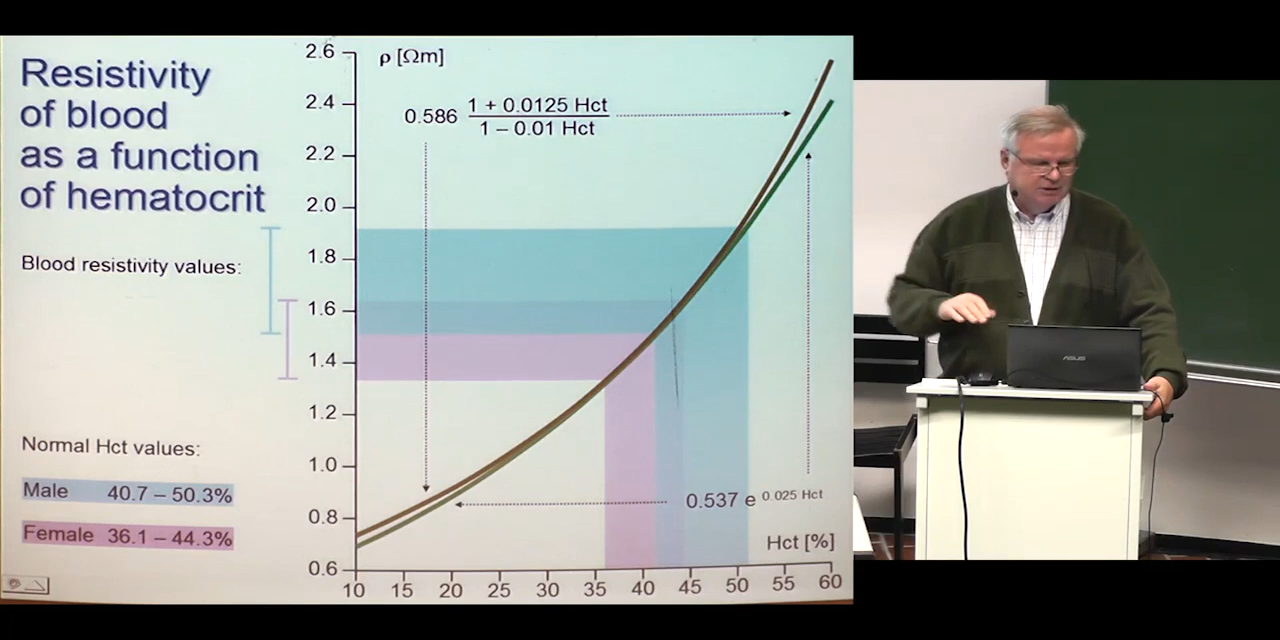 Resistivity
of blood
as a function
of hematocrit
Blood resistivity values:
Normal Hct values:
Male 40.7 – 50.3%
Female 36.1 – 44.3%
ρ [Ωm]
2.6
2.4
2.2
2.0
1.8
1.6
1.4
1.2
1.0
0.8
0.6
0.586 1 + 0.0125 Hct
1 – 0.01 Hct
0.537 e 0.025 Hct
Hct [%]
10 15 20 25 30 35 40 45 50 55 60
ASUS